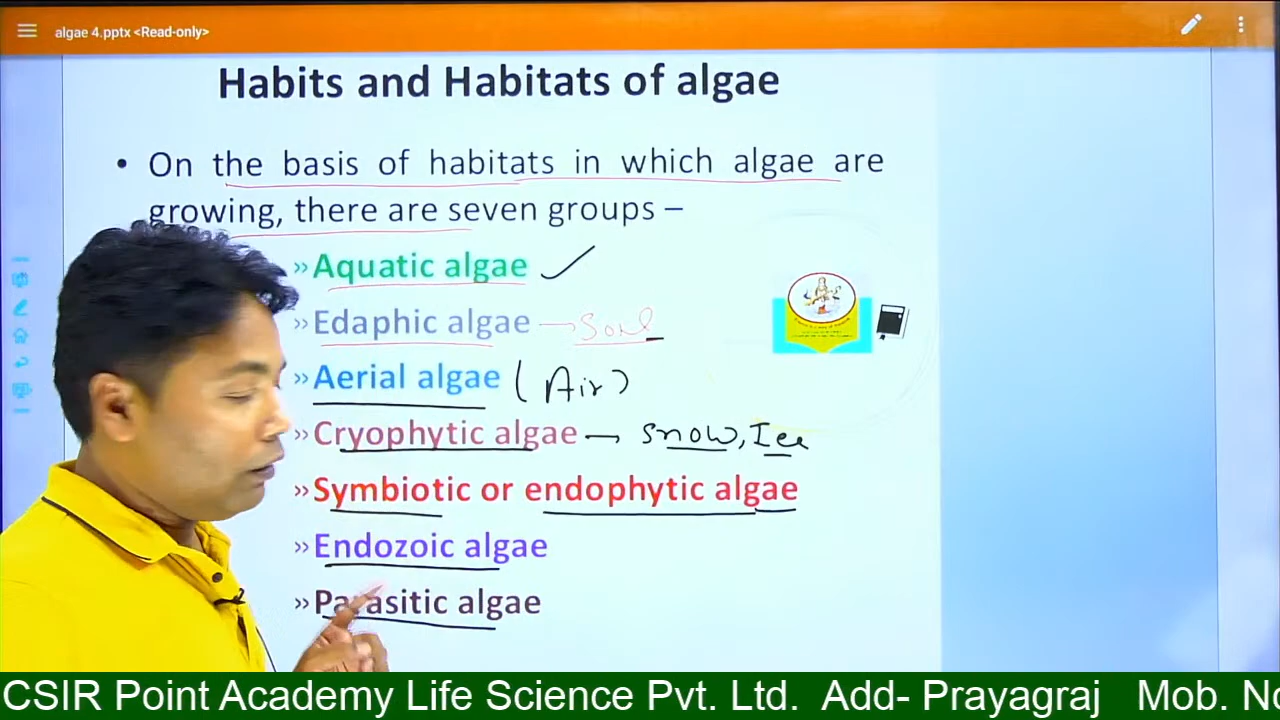 algae 4.pptx <Read-only>
Habits and Habitats of algae
• On the basis of habitats in which algae are
growing, there are seven groups –
»Aquatic algae ✓
»Edaphic algae → Soil
»Aerial algae (Air)
»Cryophytic algae → Snow, Ice
»Symbiotic or endophytic algae
»Endozoic algae
»Parasitic algae
CSIR Point Academy Life Science Pvt. Ltd. Add- Prayagraj Mob. No